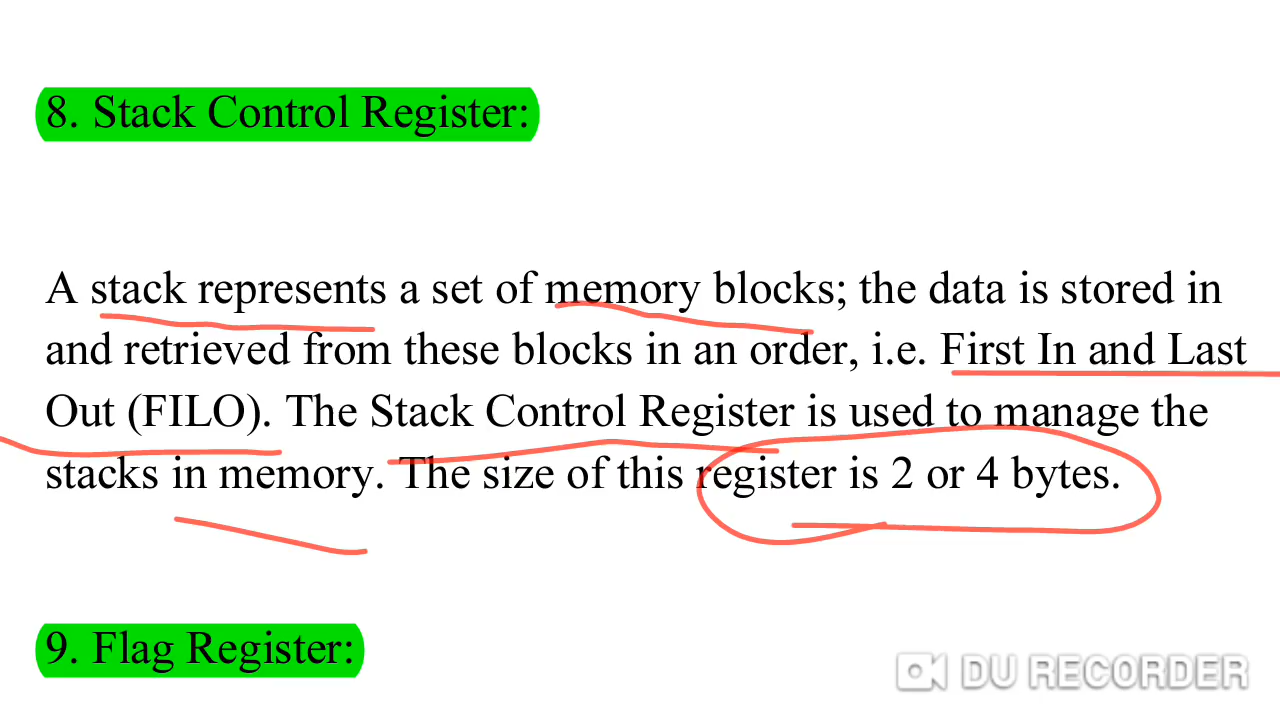 8. Stack Control Register:
A stack represents a set of memory blocks; the data is stored in
and retrieved from these blocks in an order, i.e. First In and Last
Out (FILO). The Stack Control Register is used to manage the
stacks in memory. The size of this register is 2 or 4 bytes.
9. Flag Register:
DU RECORDER